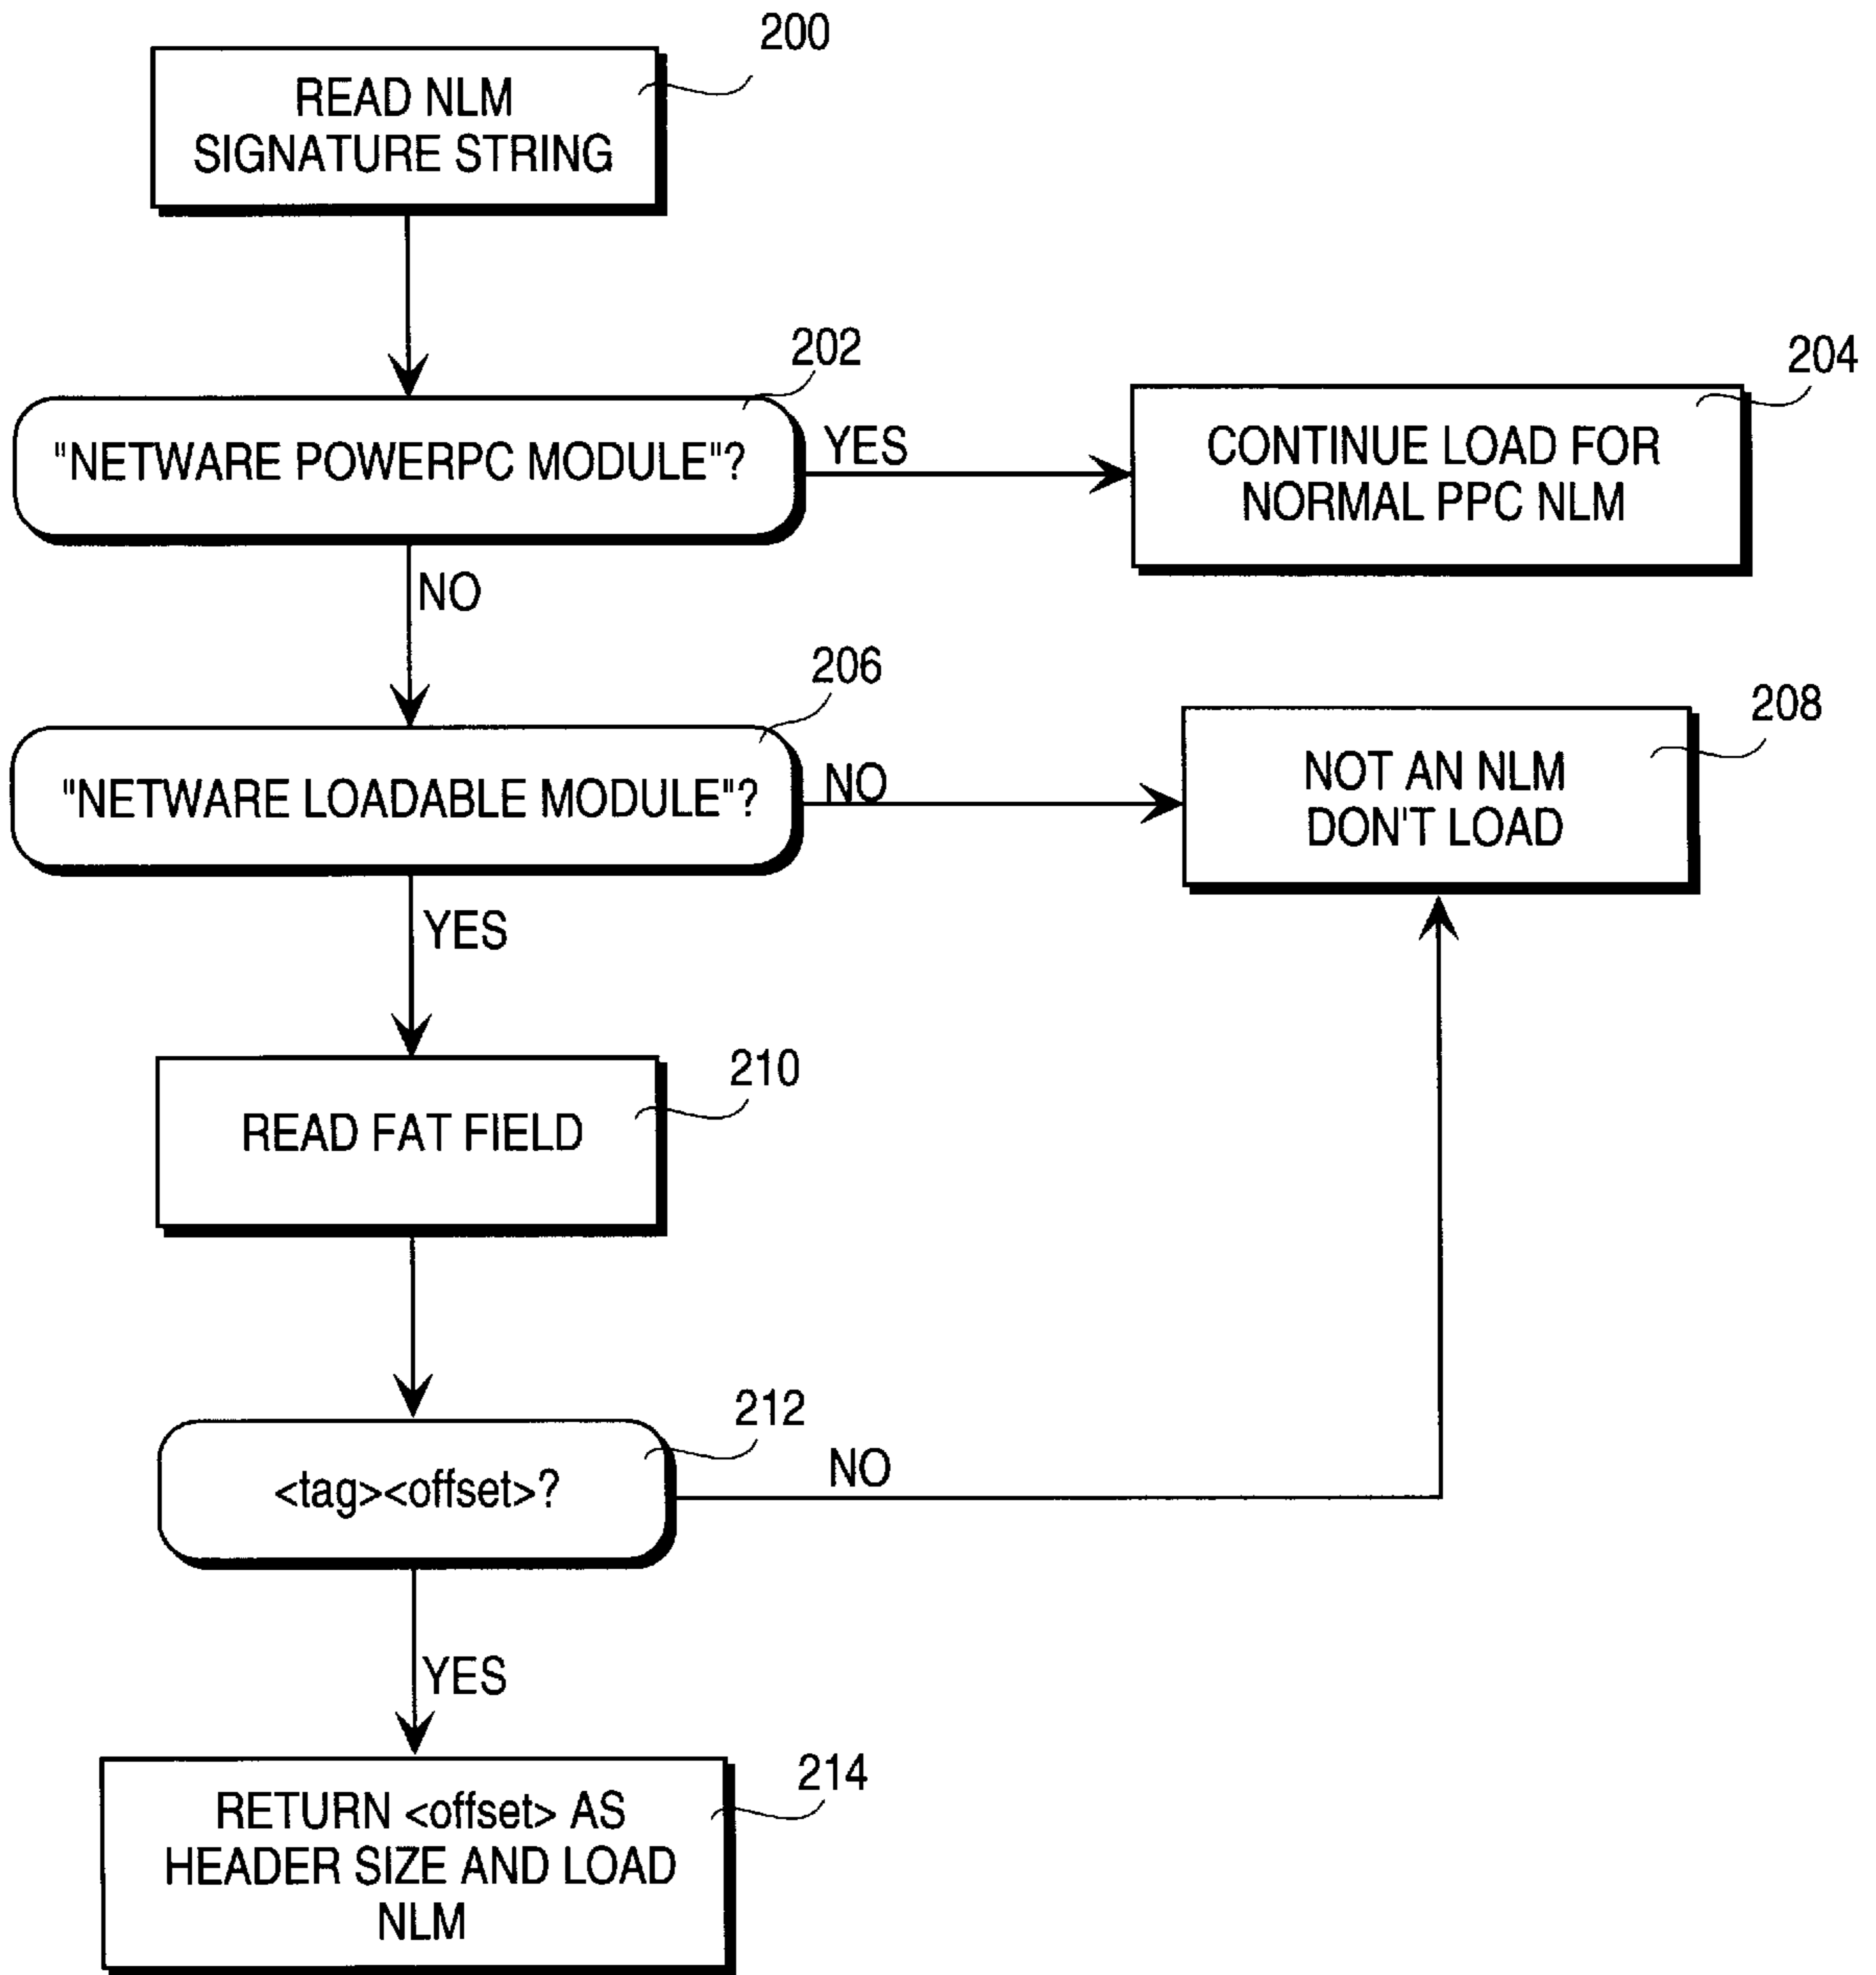 200
READ NLM
SIGNATURE STRING
202
"NETWARE POWERPC MODULE"?
YES
204
CONTINUE LOAD FOR
NORMAL PPC NLM
NO
206
"NETWARE LOADABLE MODULE"?
NO
208
NOT AN NLM
DON'T LOAD
YES
210
READ FAT FIELD
212
<tag><offset>?
NO
YES
214
RETURN <offset> AS
HEADER SIZE AND LOAD
NLM